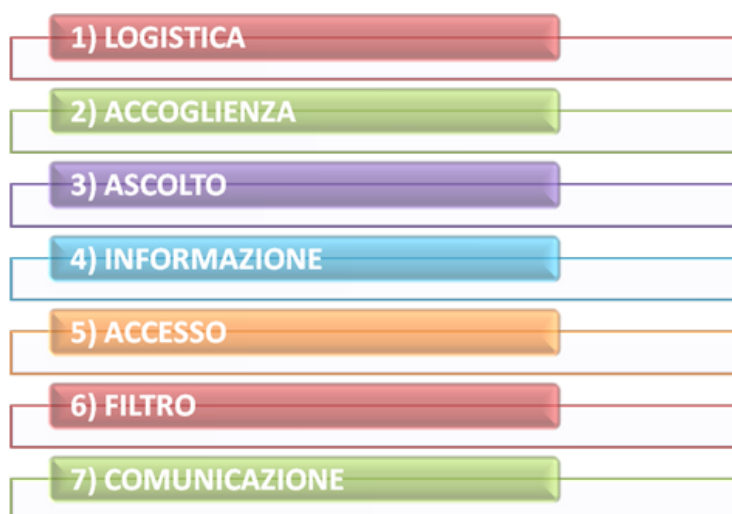 1) LOGISTICA
2) ACCOGLIENZA
3) ASCOLTO
4) INFORMAZIONE
5) ACCESSO
6) FILTRO
7) COMUNICAZIONE